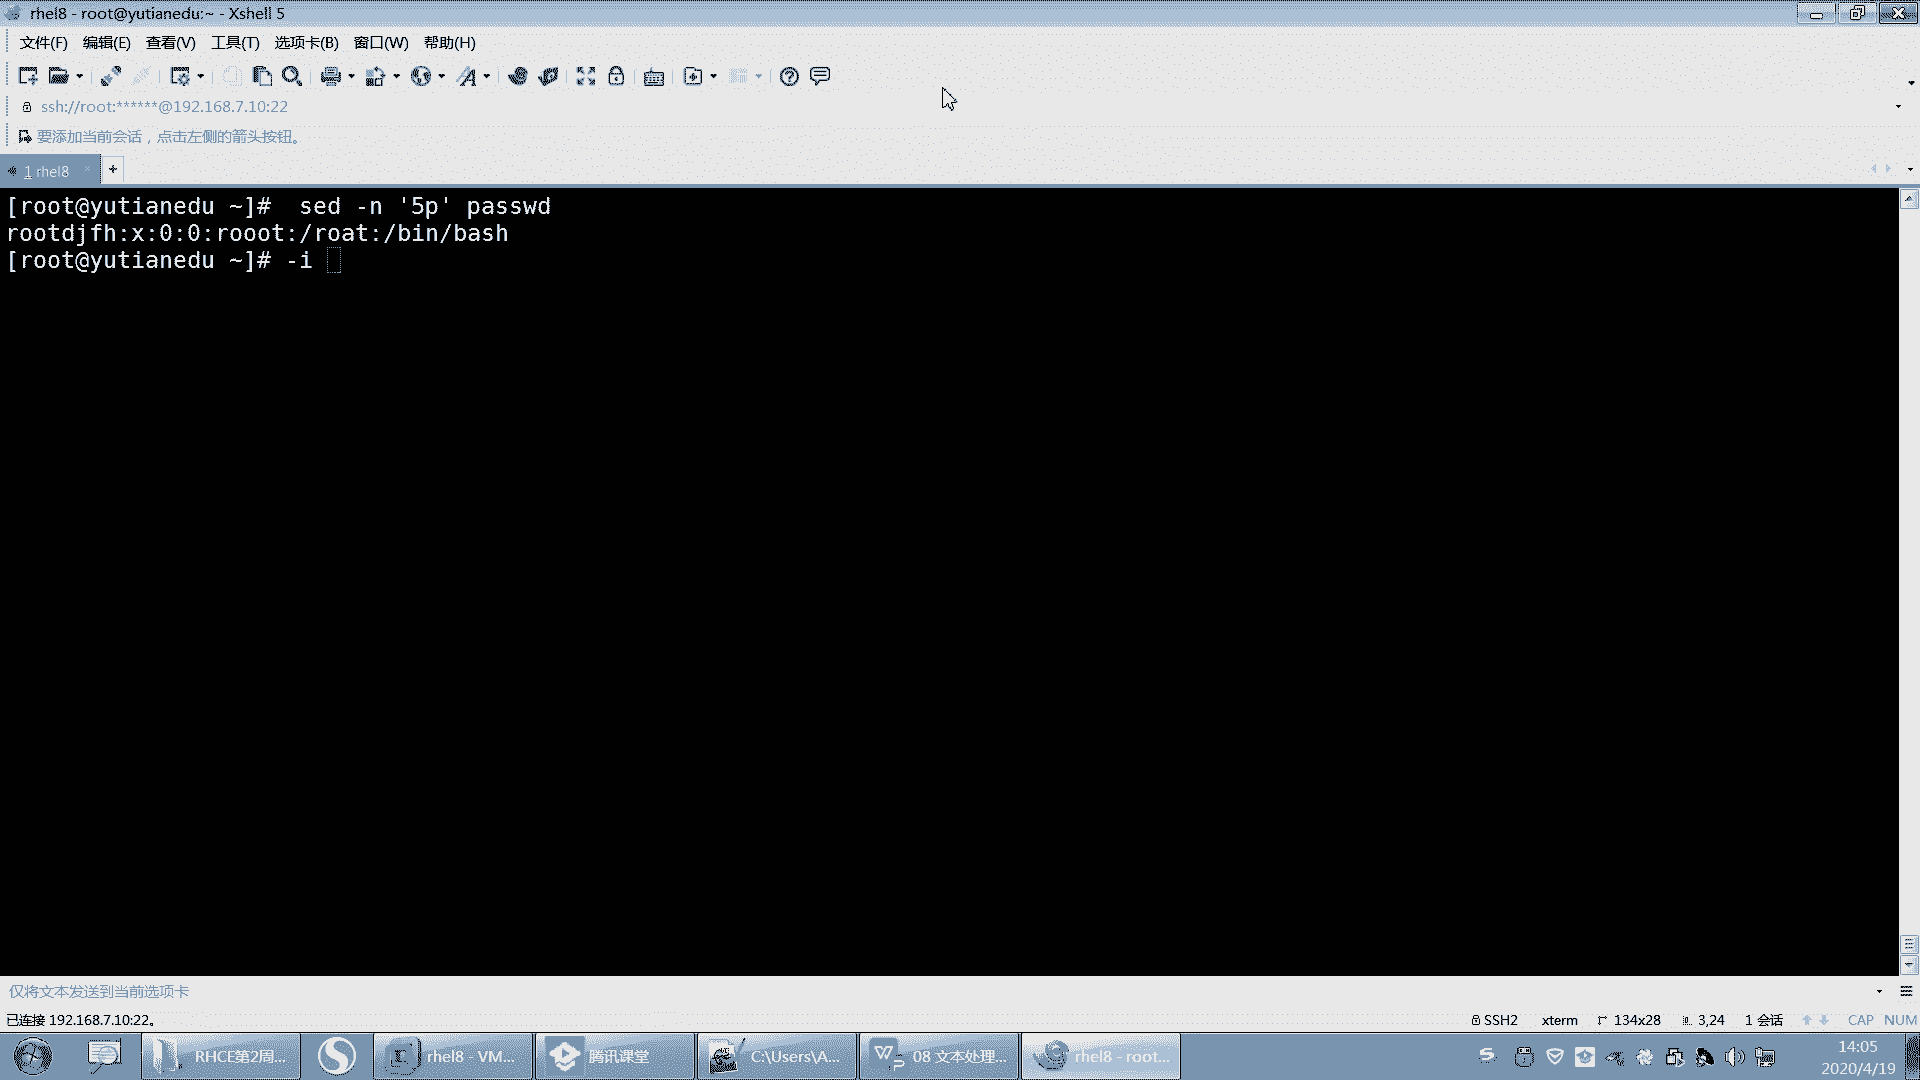 rhel8 - root@yutianedu:~ - Xshell 5
文件(F) 编辑(E) 查看(V) 工具(T) 选项卡(B) 窗口(W) 帮助(H)
ssh://root:******@192.168.7.10:22
要添加当前会话，点击左侧的箭头按钮。
1 rhel8 × +
[root@yutianedu ~]#  sed -n '5p' passwd
rootdjfh:x:0:0:rooot:/roat:/bin/bash
[root@yutianedu ~]# -i
仅将文本发送到当前选项卡
已连接 192.168.7.10:22。 SSH2 xterm 134x28 3,24 1 会话 CAP NUM
RHCE第2周... rhel8 - VM... 腾讯课堂 C:\Users\A... 08 文本处理... rhel8 - root... 14:05
2020/4/19